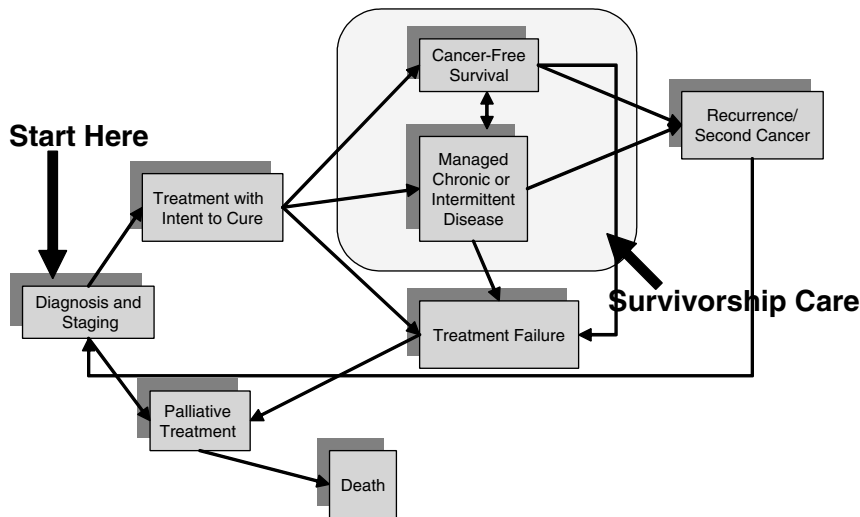 Cancer-Free
Survival
Recurrence/
Second Cancer
Start Here
Managed
Chronic or
Intermittent
Disease
Treatment with
Intent to Cure
Diagnosis and
Staging
Survivorship Care
Treatment Failure
Palliative
Treatment
Death